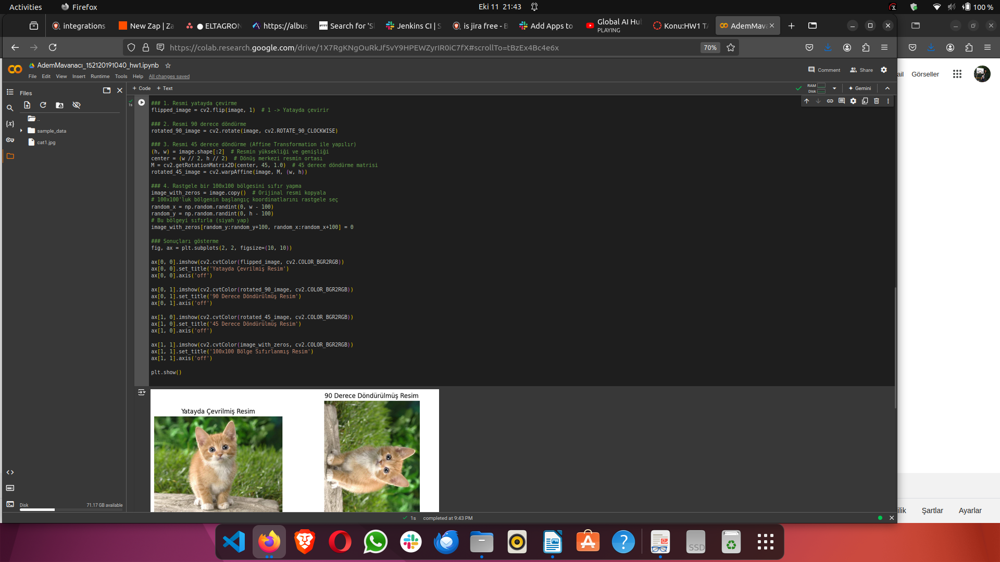 Activities
Firefox
Eki 11 21:43
100 %
integrations
New Zap | Za
ELTAGRON
https://albus
Search for 'Sl
Jenkins CI | S
is jira free - B
Add Apps to
Global AI Hub
PLAYING
Konu:HW1 TA
AdemMava
https://colab.research.google.com/drive/1X7RgKNgOuRkJf5vY9HPEWZyrIR0iC7fX#scrollTo=tBzEx4Bc4e6x
70%
AdemMavanacı_152120191040_hw1.ipynb
File Edit View Insert Runtime Tools Help All changes saved
Comment
Share
ail
Görseller
Files
+ Code + Text
RAM
Disk
Gemini
..
sample_data
cat1.jpg
1s
### 1. Resmi yatayda çevirme
flipped_image = cv2.flip(image, 1)  # 1 -> Yatayda çevirir
### 2. Resmi 90 derece döndürme
rotated_90_image = cv2.rotate(image, cv2.ROTATE_90_CLOCKWISE)
### 3. Resmi 45 derece döndürme (Affine Transformation ile yapılır)
(h, w) = image.shape[:2]  # Resmin yüksekliği ve genişliği
center = (w // 2, h // 2)  # Dönüş merkezi resmin ortası
M = cv2.getRotationMatrix2D(center, 45, 1.0)  # 45 derece döndürme matrisi
rotated_45_image = cv2.warpAffine(image, M, (w, h))
### 4. Rastgele bir 100x100 bölgesini sıfır yapma
image_with_zeros = image.copy()  # Orijinal resmi kopyala
# 100x100'luk bölgenin başlangıç koordinatlarını rastgele seç
random_x = np.random.randint(0, w - 100)
random_y = np.random.randint(0, h - 100)
# Bu bölgeyi sıfırla (siyah yap)
image_with_zeros[random_y:random_y+100, random_x:random_x+100] = 0
### Sonuçları gösterme
fig, ax = plt.subplots(2, 2, figsize=(10, 10))
ax[0, 0].imshow(cv2.cvtColor(flipped_image, cv2.COLOR_BGR2RGB))
ax[0, 0].set_title('Yatayda Çevrilmiş Resim')
ax[0, 0].axis('off')
ax[0, 1].imshow(cv2.cvtColor(rotated_90_image, cv2.COLOR_BGR2RGB))
ax[0, 1].set_title('90 Derece Döndürülmüş Resim')
ax[0, 1].axis('off')
ax[1, 0].imshow(cv2.cvtColor(rotated_45_image, cv2.COLOR_BGR2RGB))
ax[1, 0].set_title('45 Derece Döndürülmüş Resim')
ax[1, 0].axis('off')
ax[1, 1].imshow(cv2.cvtColor(image_with_zeros, cv2.COLOR_BGR2RGB))
ax[1, 1].set_title('100x100 Bölge Sıfırlanmış Resim')
ax[1, 1].axis('off')
plt.show()
90 Derece Döndürülmüş Resim
Yatayda Çevrilmiş Resim
Disk
71.17 GB available
ilik
Şartlar
Ayarlar
1s completed at 9:43 PM
SSD